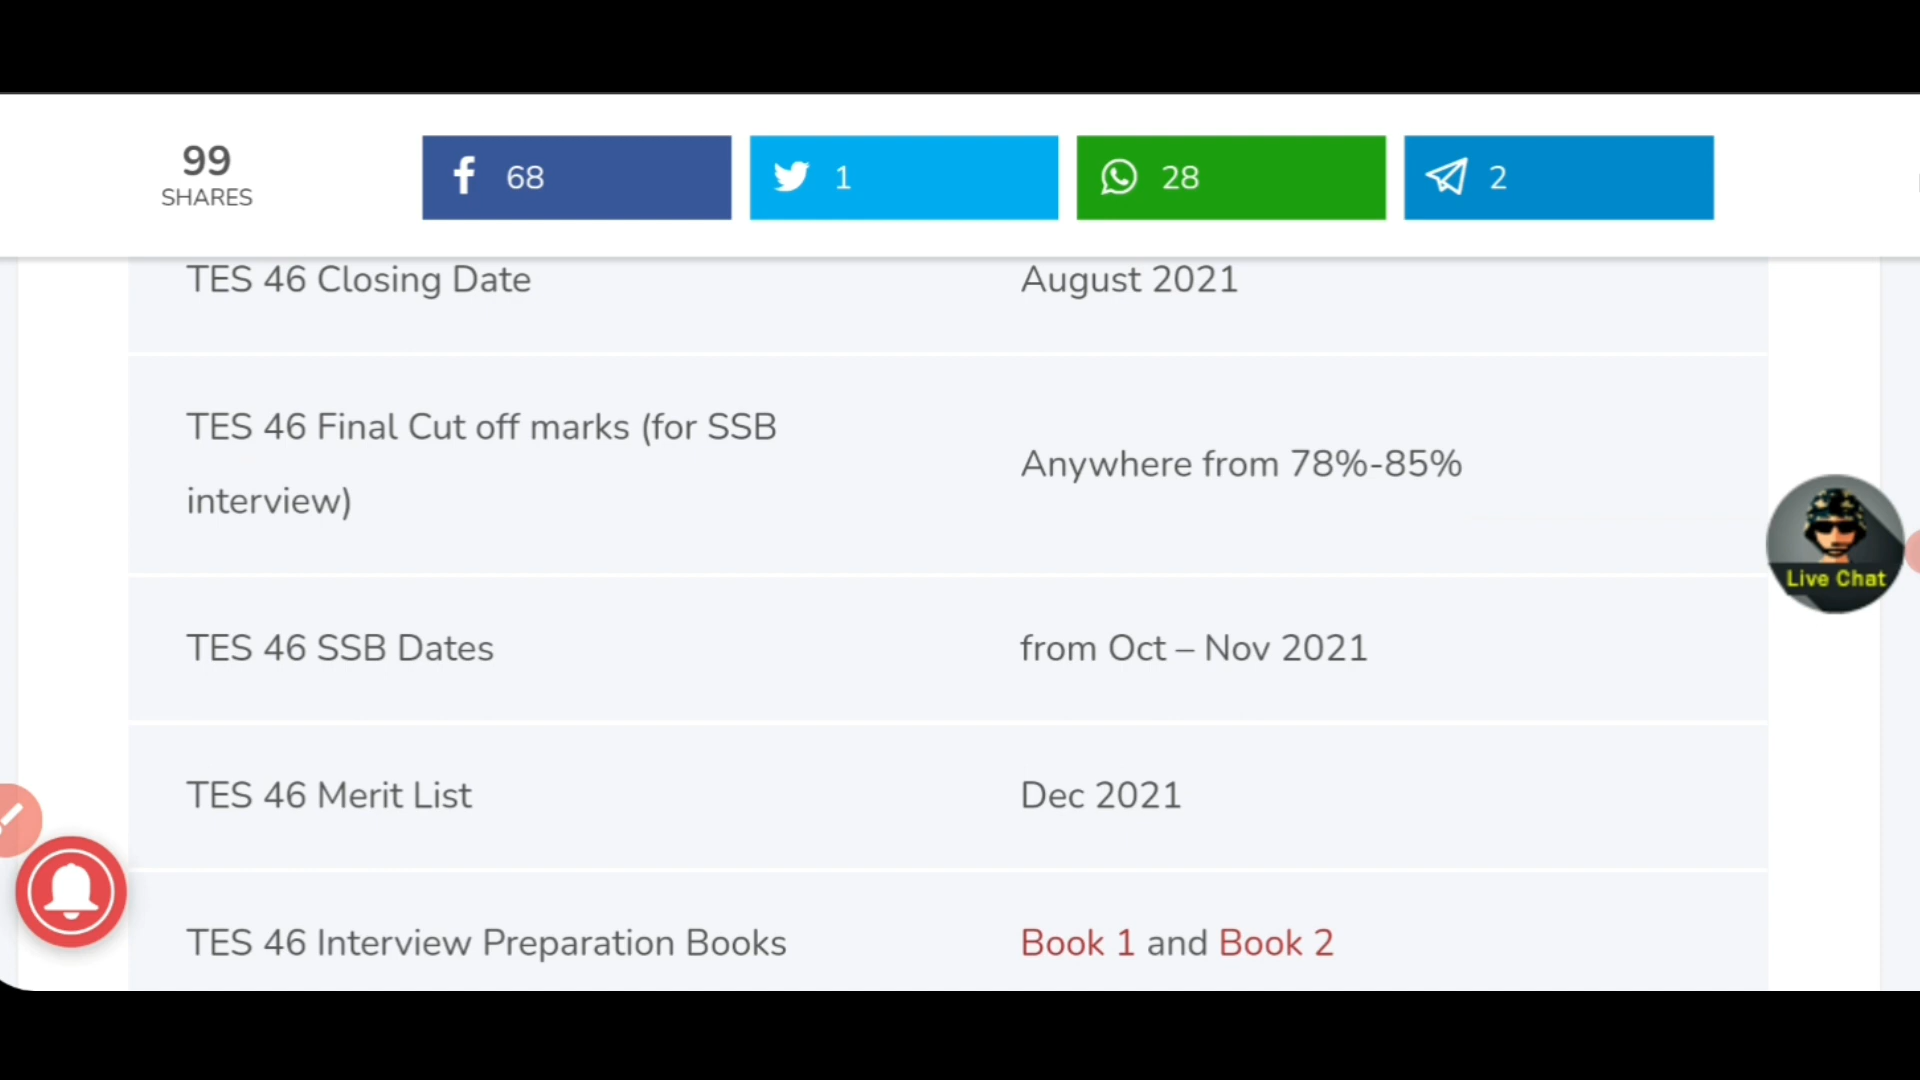 99
SHARES
68
1
28
2
TES 46 Closing Date
August 2021
TES 46 Final Cut off marks (for SSB
interview)
Anywhere from 78%-85%
TES 46 SSB Dates
from Oct – Nov 2021
TES 46 Merit List
Dec 2021
TES 46 Interview Preparation Books
Book 1 and Book 2
Live Chat